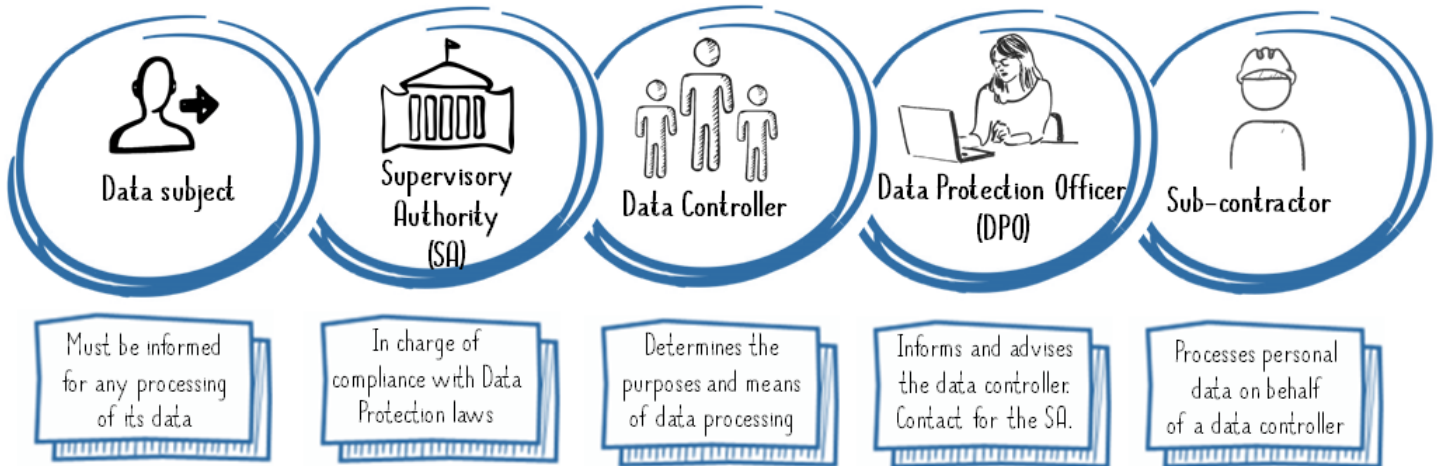 Data subject
Supervisory
Authority
(SA)
Data Controller
Data Protection Officer
(DPO)
Sub-contractor
Must be informed
for any processing
of its data
In charge of
compliance with Data
Protection laws
Determines the
purposes and means
of data processing
Informs and advises
the data controller.
Contact for the SA.
Processes personal
data on behalf
of a data controller